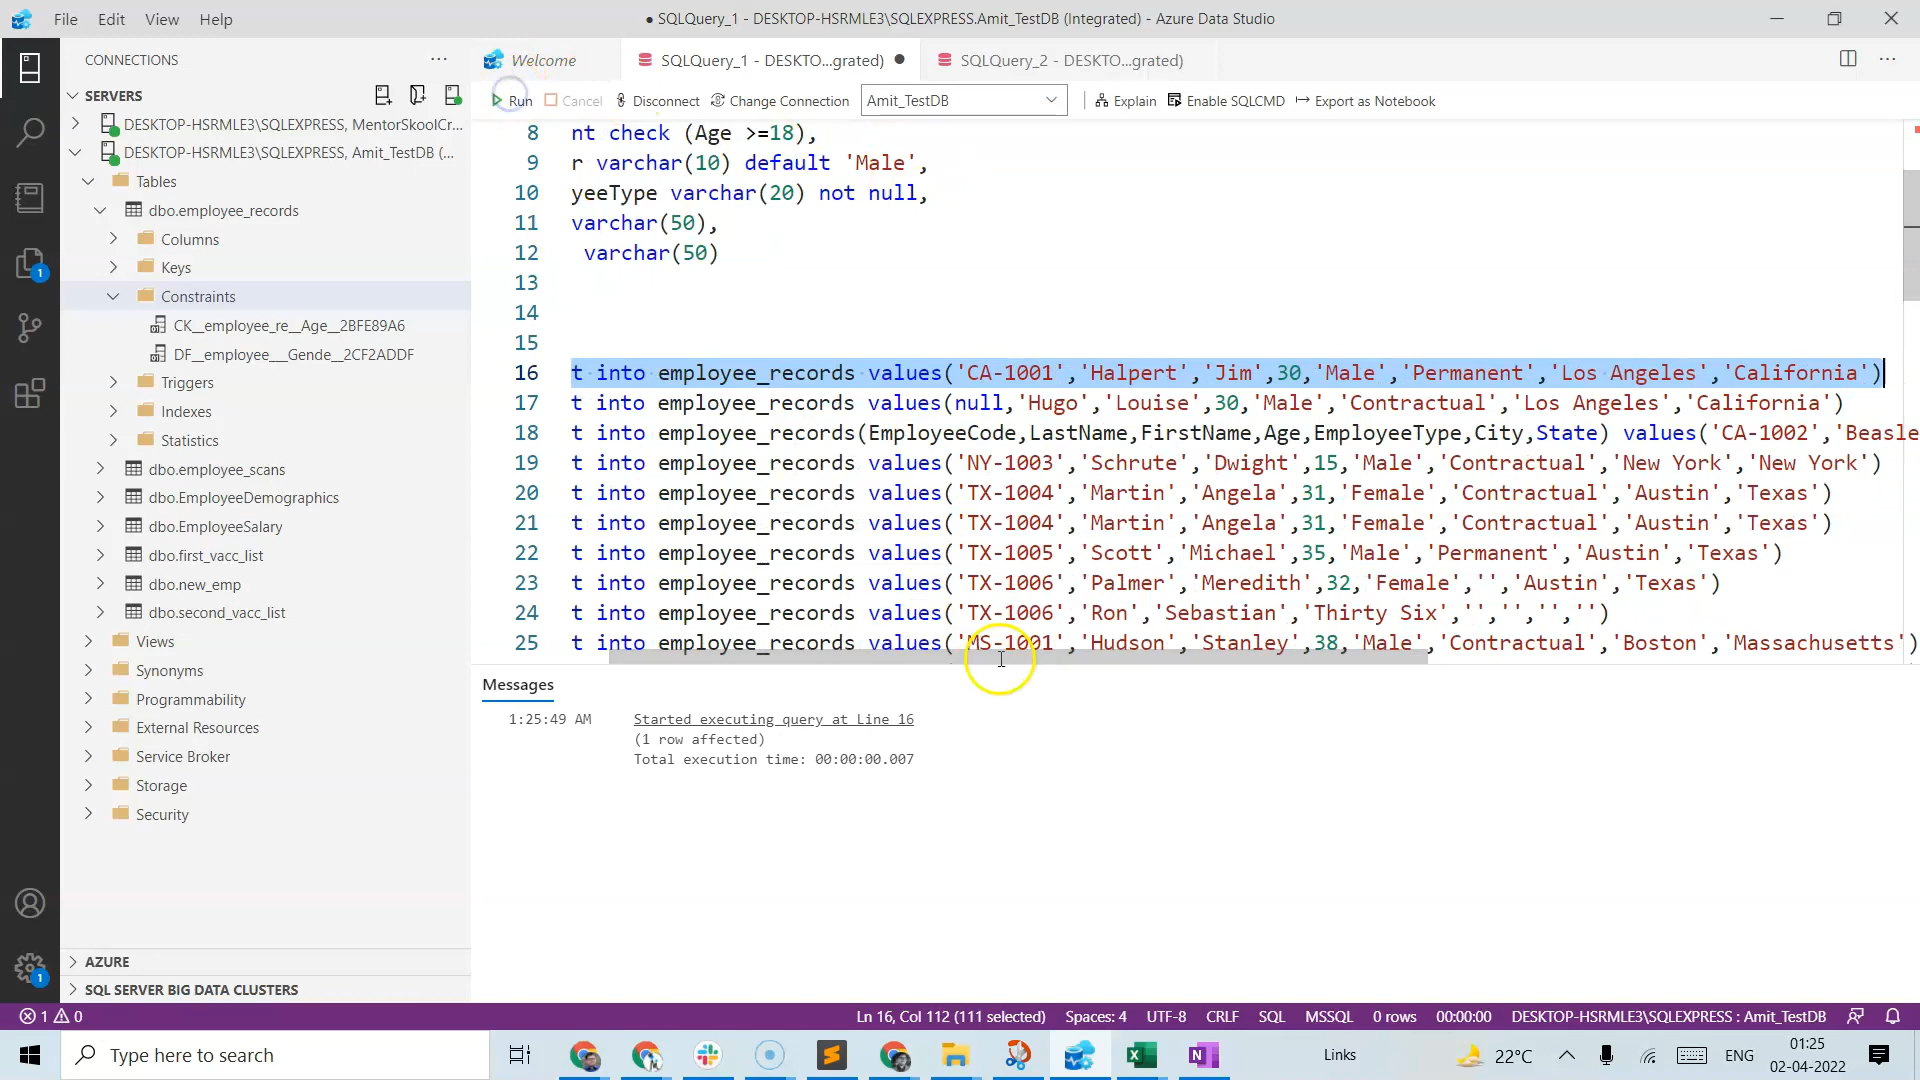 File Edit View Help
● SQLQuery_1 - DESKTOP-HSRMLE3\SQLEXPRESS.Amit_TestDB (Integrated) - Azure Data Studio
CONNECTIONS
Welcome
SQLQuery_1 - DESKTO...grated) ●
SQLQuery_2 - DESKTO...grated)
SERVERS
Run Cancel Disconnect Change Connection Amit_TestDB Explain Enable SQLCMD Export as Notebook
DESKTOP-HSRMLE3\SQLEXPRESS, MentorSkoolCr...
DESKTOP-HSRMLE3\SQLEXPRESS, Amit_TestDB (...
Tables
dbo.employee_records
Columns
Keys
Constraints
CK__employee_re__Age__2BFE89A6
DF__employee___Gende__2CF2ADDF
Triggers
Indexes
Statistics
dbo.employee_scans
dbo.EmployeeDemographics
dbo.EmployeeSalary
dbo.first_vacc_list
dbo.new_emp
dbo.second_vacc_list
Views
Synonyms
Programmability
External Resources
Service Broker
Storage
Security
AZURE
SQL SERVER BIG DATA CLUSTERS
8 nt check (Age >=18),
9 r varchar(10) default 'Male',
10 yeeType varchar(20) not null,
11 varchar(50),
12 varchar(50)
13
14
15
16 t into employee_records values('CA-1001','Halpert','Jim',30,'Male','Permanent','Los Angeles','California')
17 t into employee_records values(null,'Hugo','Louise',30,'Male','Contractual','Los Angeles','California')
18 t into employee_records(EmployeeCode,LastName,FirstName,Age,EmployeeType,City,State) values('CA-1002','Beasle
19 t into employee_records values('NY-1003','Schrute','Dwight',15,'Male','Contractual','New York','New York')
20 t into employee_records values('TX-1004','Martin','Angela',31,'Female','Contractual','Austin','Texas')
21 t into employee_records values('TX-1004','Martin','Angela',31,'Female','Contractual','Austin','Texas')
22 t into employee_records values('TX-1005','Scott','Michael',35,'Male','Permanent','Austin','Texas')
23 t into employee_records values('TX-1006','Palmer','Meredith',32,'Female','','Austin','Texas')
24 t into employee_records values('TX-1006','Ron','Sebastian','Thirty Six','','','','')
25 t into employee_records values('MS-1001','Hudson','Stanley',38,'Male','Contractual','Boston','Massachusetts')
Messages
1:25:49 AM Started executing query at Line 16
(1 row affected)
Total execution time: 00:00:00.007
1 0
Ln 16, Col 112 (111 selected) Spaces: 4 UTF-8 CRLF SQL MSSQL 0 rows 00:00:00 DESKTOP-HSRMLE3\SQLEXPRESS : Amit_TestDB
Type here to search
Links
22°C
ENG
01:25
02-04-2022
1
1